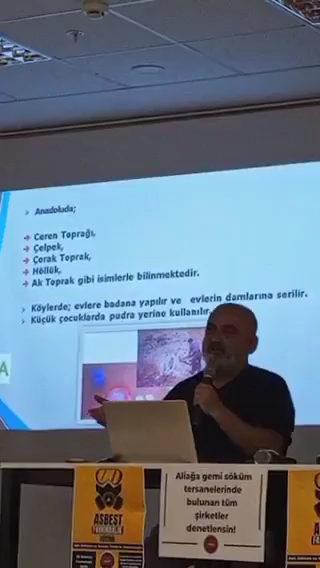 ➢ Anadoluda;
→ Ceren Toprağı,
→ Çelpek,
→ Çorak Toprak,
→ Höllük,
→ Ak Toprak gibi isimlerle bilinmektedir.
➢ Köylerde; evlere badana yapılır ve evlerin damlarına serilir.
➢ Küçük çocuklarda pudra yerine kullanılır.
A
ASBEST
Aliağa gemi söküm
tersanelerinde
bulunan tüm
şirketler
denetlensin!